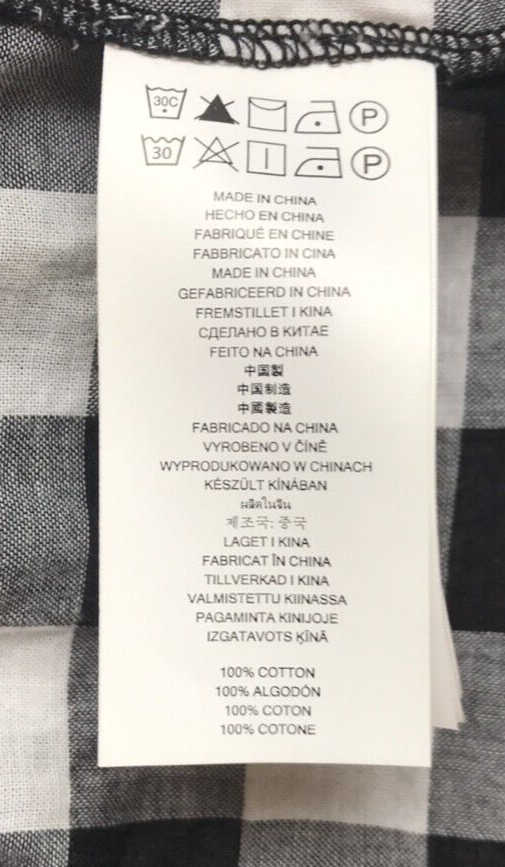 30C P
30 P
MADE IN CHINA
HECHO EN CHINA
FABRIQUÉ EN CHINE
FABBRICATO IN CINA
MADE IN CHINA
GEFABRICEERD IN CHINA
FREMSTILLET I KINA
СДЕЛАНО В КИТАЕ
FEITO NA CHINA
中国製
中国制造
中國製造
FABRICADO NA CHINA
VYROBENO V ČÍNĚ
WYPRODUKOWANO W CHINACH
KÉSZÜLT KÍNÁBAN
ผลิตในจีน
제조국: 중국
LAGET I KINA
FABRICAT ÎN CHINA
TILLVERKAD I KINA
VALMISTETTU KIINASSA
PAGAMINTA KINIJOJE
IZGATAVOTS ĶĪNĀ
100% COTTON
100% ALGODÓN
100% COTON
100% COTONE